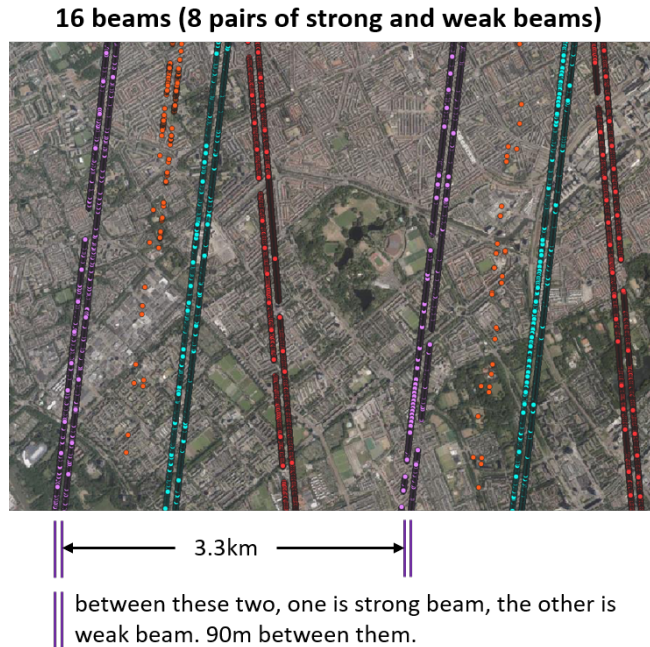 16 beams (8 pairs of strong and weak beams)
3.3km
between these two, one is strong beam, the other is
weak beam. 90m between them.